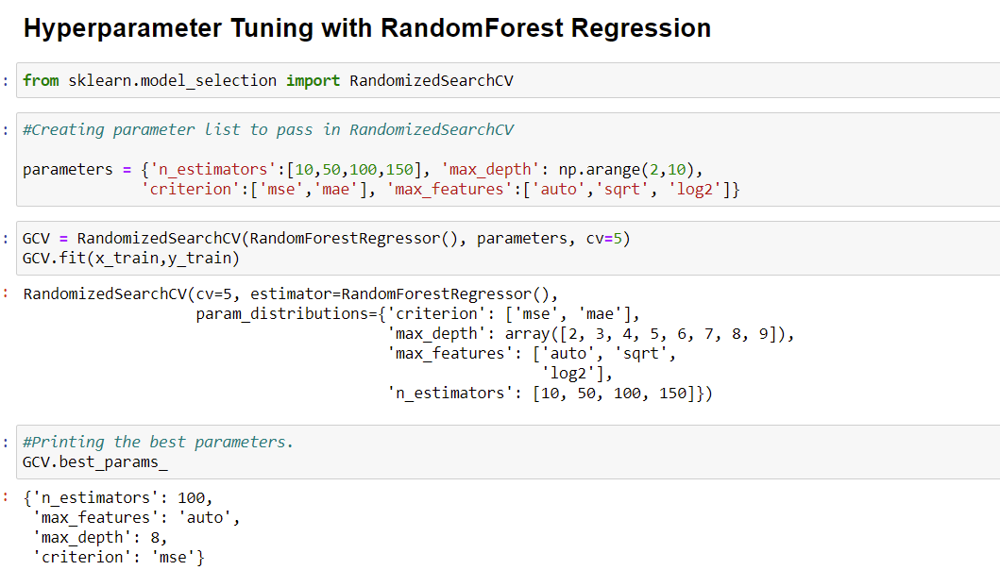 Hyperparameter Tuning with RandomForest Regression
: from sklearn.model_selection import RandomizedSearchCV
: #Creating parameter list to pass in RandomizedSearchCV
parameters = {'n_estimators':[10,50,100,150], 'max_depth': np.arange(2,10),
'criterion':['mse','mae'], 'max_features':['auto','sqrt', 'log2']}
: GCV = RandomizedSearchCV(RandomForestRegressor(), parameters, cv=5)
GCV.fit(x_train,y_train)
: RandomizedSearchCV(cv=5, estimator=RandomForestRegressor(),
param_distributions={'criterion': ['mse', 'mae'],
'max_depth': array([2, 3, 4, 5, 6, 7, 8, 9]),
'max_features': ['auto', 'sqrt',
'log2'],
'n_estimators': [10, 50, 100, 150]})
: #Printing the best parameters.
GCV.best_params_
: {'n_estimators': 100,
'max_features': 'auto',
'max_depth': 8,
'criterion': 'mse'}